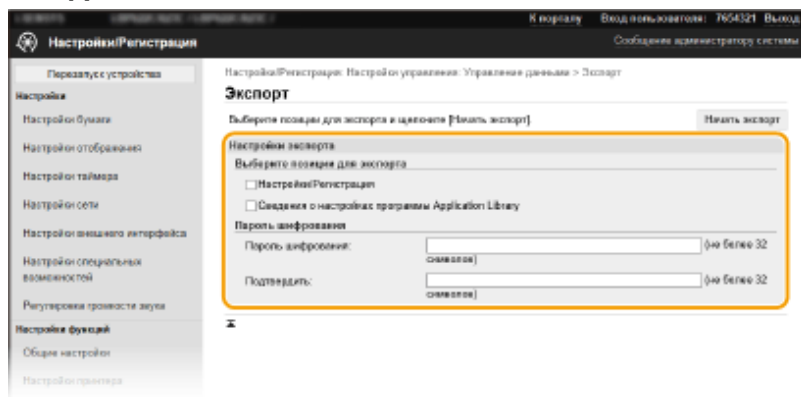 К порталу Вход пользователя: 7654321 Выход
Настройки/Регистрация Сообщение администратору системы
Перезапуск устройства
Настройки
Настройки бумаги
Настройки отображения
Настройки таймера
Настройки сети
Настройки внешнего интерфейса
Настройки специальных
возможностей
Регулировка громкости звука
Настройки функций
Общие настройки
Настройки принтера
Настройки/Регистрация: Настройки управления: Управление данными > Экспорт
Экспорт
Выберите позиции для экспорта и щелкните [Начать экспорт]. Начать экспорт
Настройки экспорта
Выберите позиции для экспорта
Настройки/Регистрация
Сведения о настройках программы Application Library
Пароль шифрования
Пароль шифрования: (не более 32
символов)
Подтвердить: (не более 32
символов)